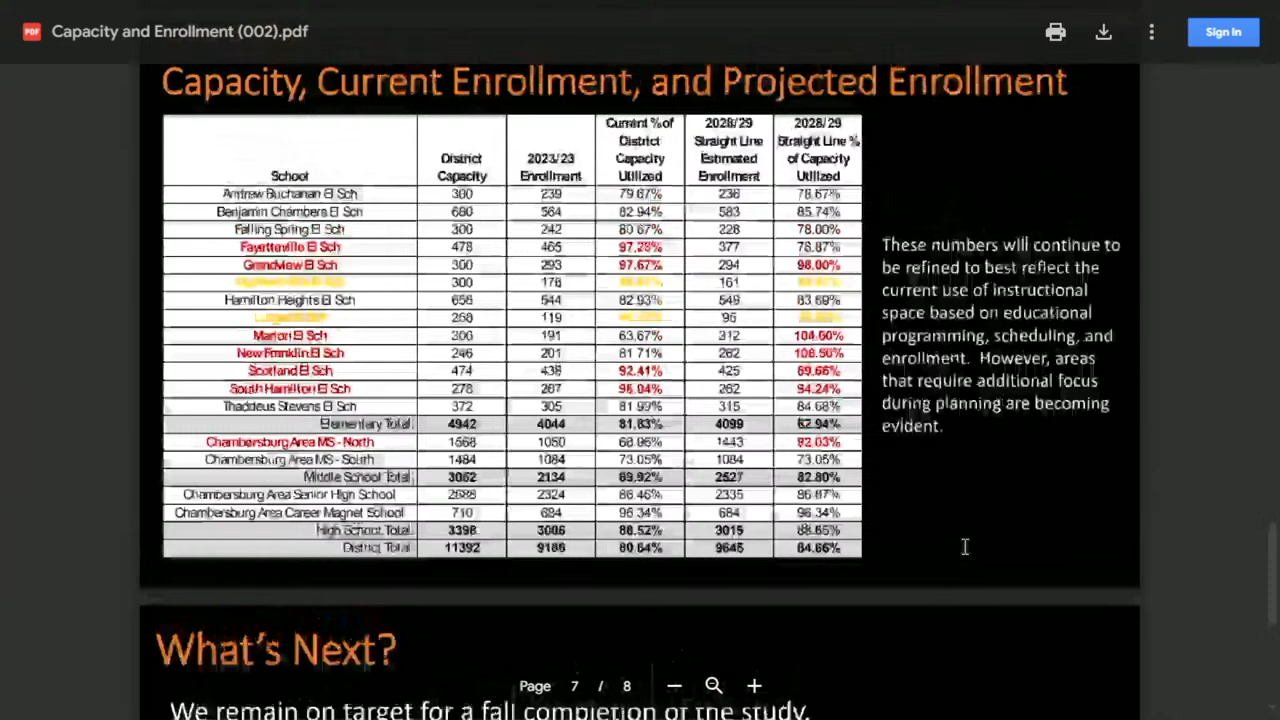 Capacity and Enrollment (002).pdf
Sign In
Capacity, Current Enrollment, and Projected Enrollment
School District Capacity 2023/23 Enrollment Current % of District Capacity Utilized 2028/29 Straight Line Estimated Enrollment 2028/29 Straight Line % of Capacity Utilized
Andrew Buchanan El Sch 300 239 79.67% 236 78.67%
Benjamin Chambers El Sch 680 564 82.94% 583 85.74%
Falling Spring El Sch 300 242 80.67% 228 78.00%
Fayetteville El Sch 478 465 97.28% 377 78.87%
Grandview El Sch 300 293 97.67% 294 98.00%
300 178 161
Hamilton Heights El Sch 656 544 82.93% 549 83.69%
268 119 96
Marion El Sch 300 191 63.67% 312 104.00%
New Franklin El Sch 246 201 81.71% 262 106.50%
Scotland El Sch 474 438 92.41% 425 89.66%
South Hamilton El Sch 278 267 96.04% 262 94.24%
Thaddeus Stevens El Sch 372 305 81.99% 315 84.68%
Elementary Total 4942 4044 81.83% 4099 82.94%
Chambersburg Area MS - North 1568 1050 66.96% 1443 92.03%
Chambersburg Area MS - South 1484 1084 73.05% 1084 73.05%
Middle School Total 3052 2134 69.92% 2527 82.80%
Chambersburg Area Senior High School 2688 2324 86.46% 2335 86.87%
Chambersburg Area Career Magnet School 710 684 96.34% 684 96.34%
High School Total 3398 3008 88.52% 3015 88.65%
District Total 11392 9186 80.64% 9645 84.66%
These numbers will continue to
be refined to best reflect the
current use of instructional
space based on educational
programming, scheduling, and
enrollment. However, areas
that require additional focus
during planning are becoming
evident.
What's Next?
We remain on target for a fall completion of the study.
Page 7 / 8